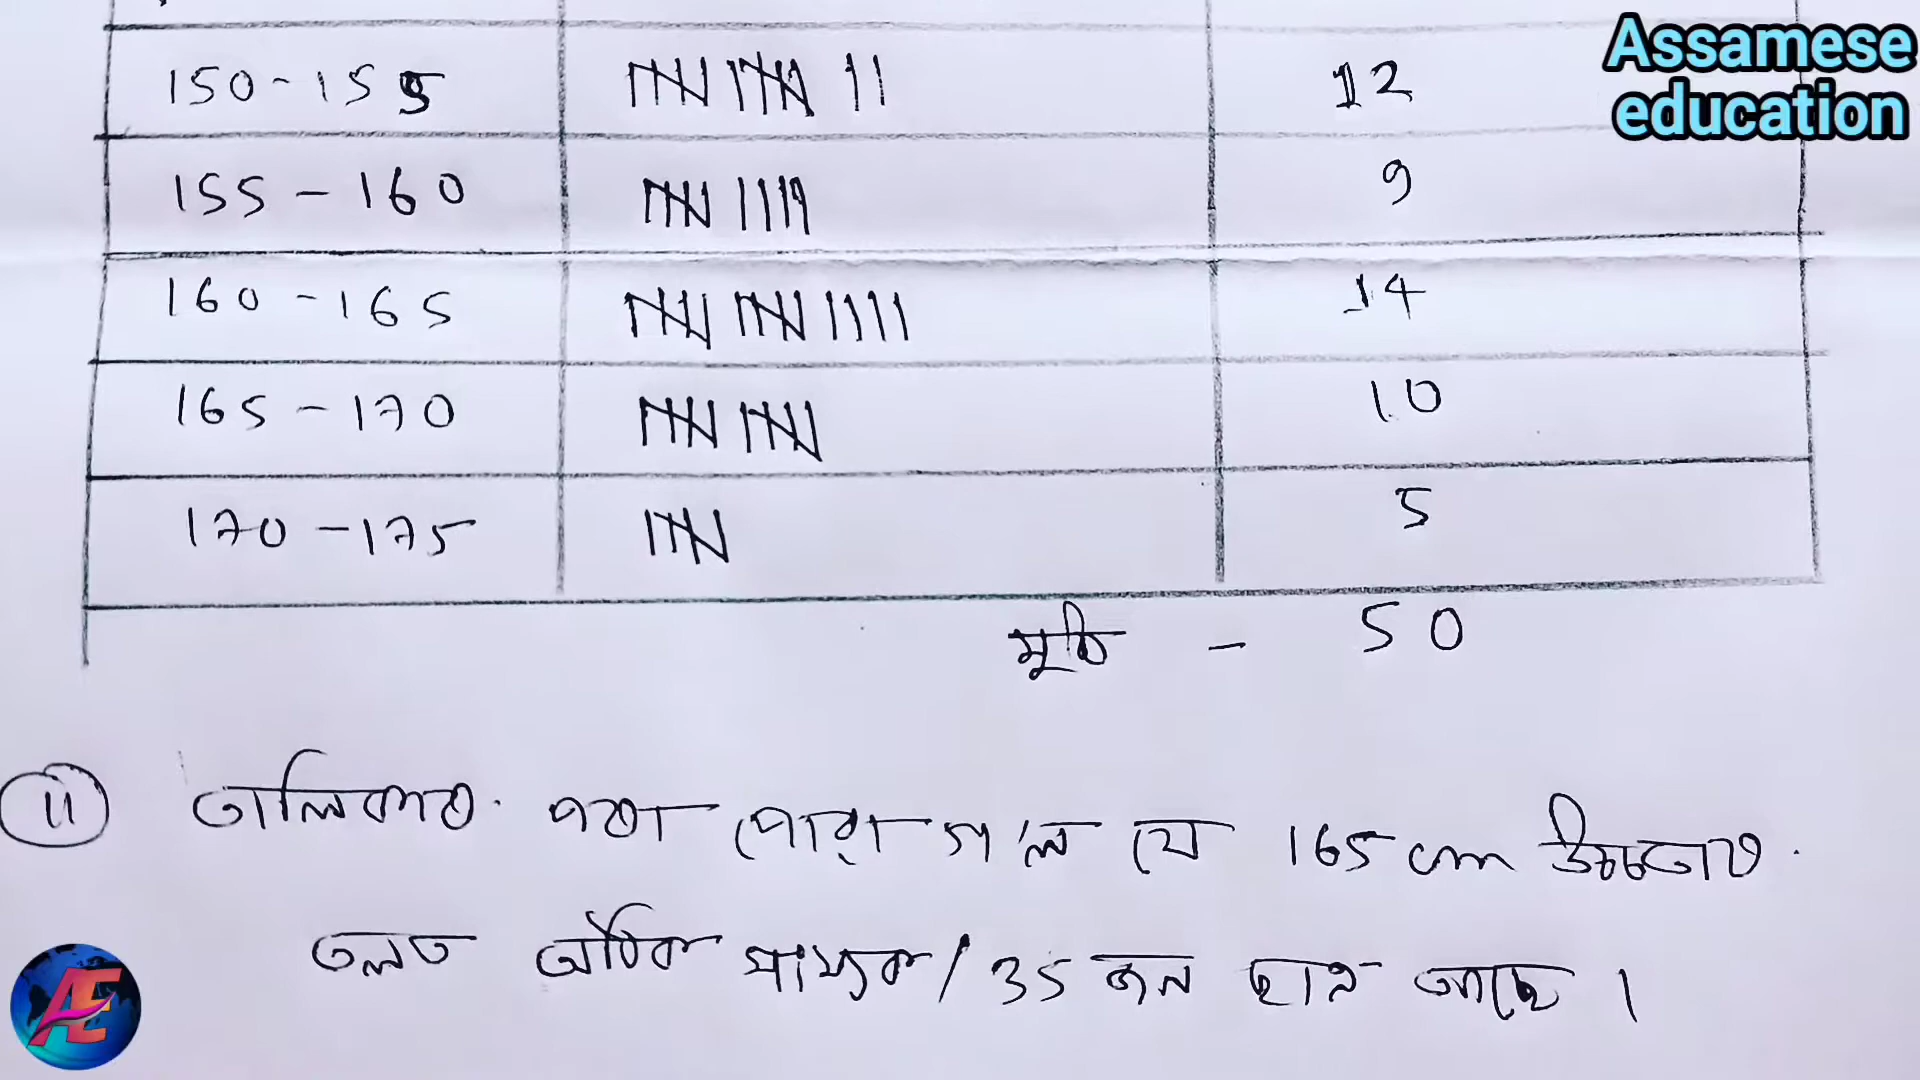 Assamese
education
150-155 12
155-160 9
160-165 14
165-170 10
170-175 5
মুঠ - 50
ii তালিকাৰ পৰা পোৱা গ'ল যে 165 cm উচ্চতাৰ
তলত অধিক সংখ্যক / 35 জন ছাত্ৰ আছে।
AE